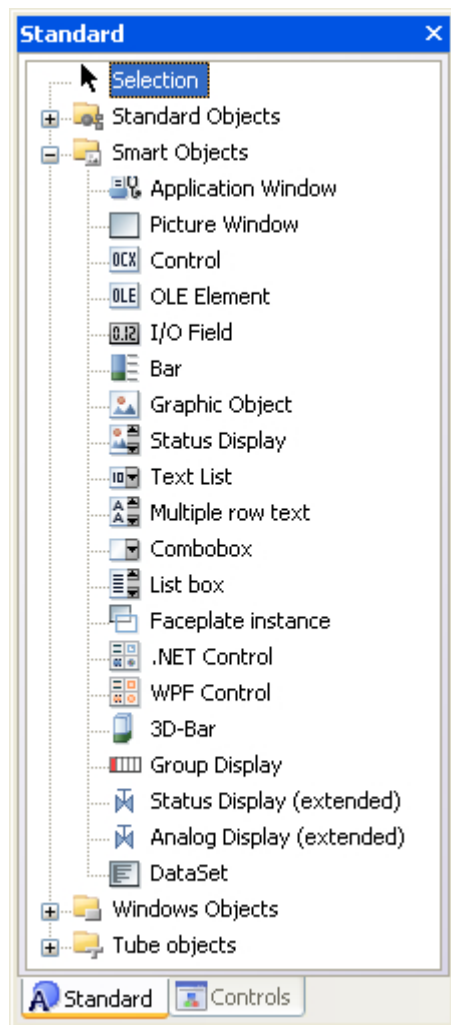 Standard
Selection
Standard Objects
Smart Objects
Application Window
Picture Window
OCX Control
OLE OLE Element
0.12 I/O Field
Bar
Graphic Object
Status Display
10 Text List
A A Multiple row text
Combobox
List box
Faceplate instance
.NET Control
WPF Control
3D-Bar
Group Display
Status Display (extended)
Analog Display (extended)
DataSet
Windows Objects
Tube objects
A Standard Controls